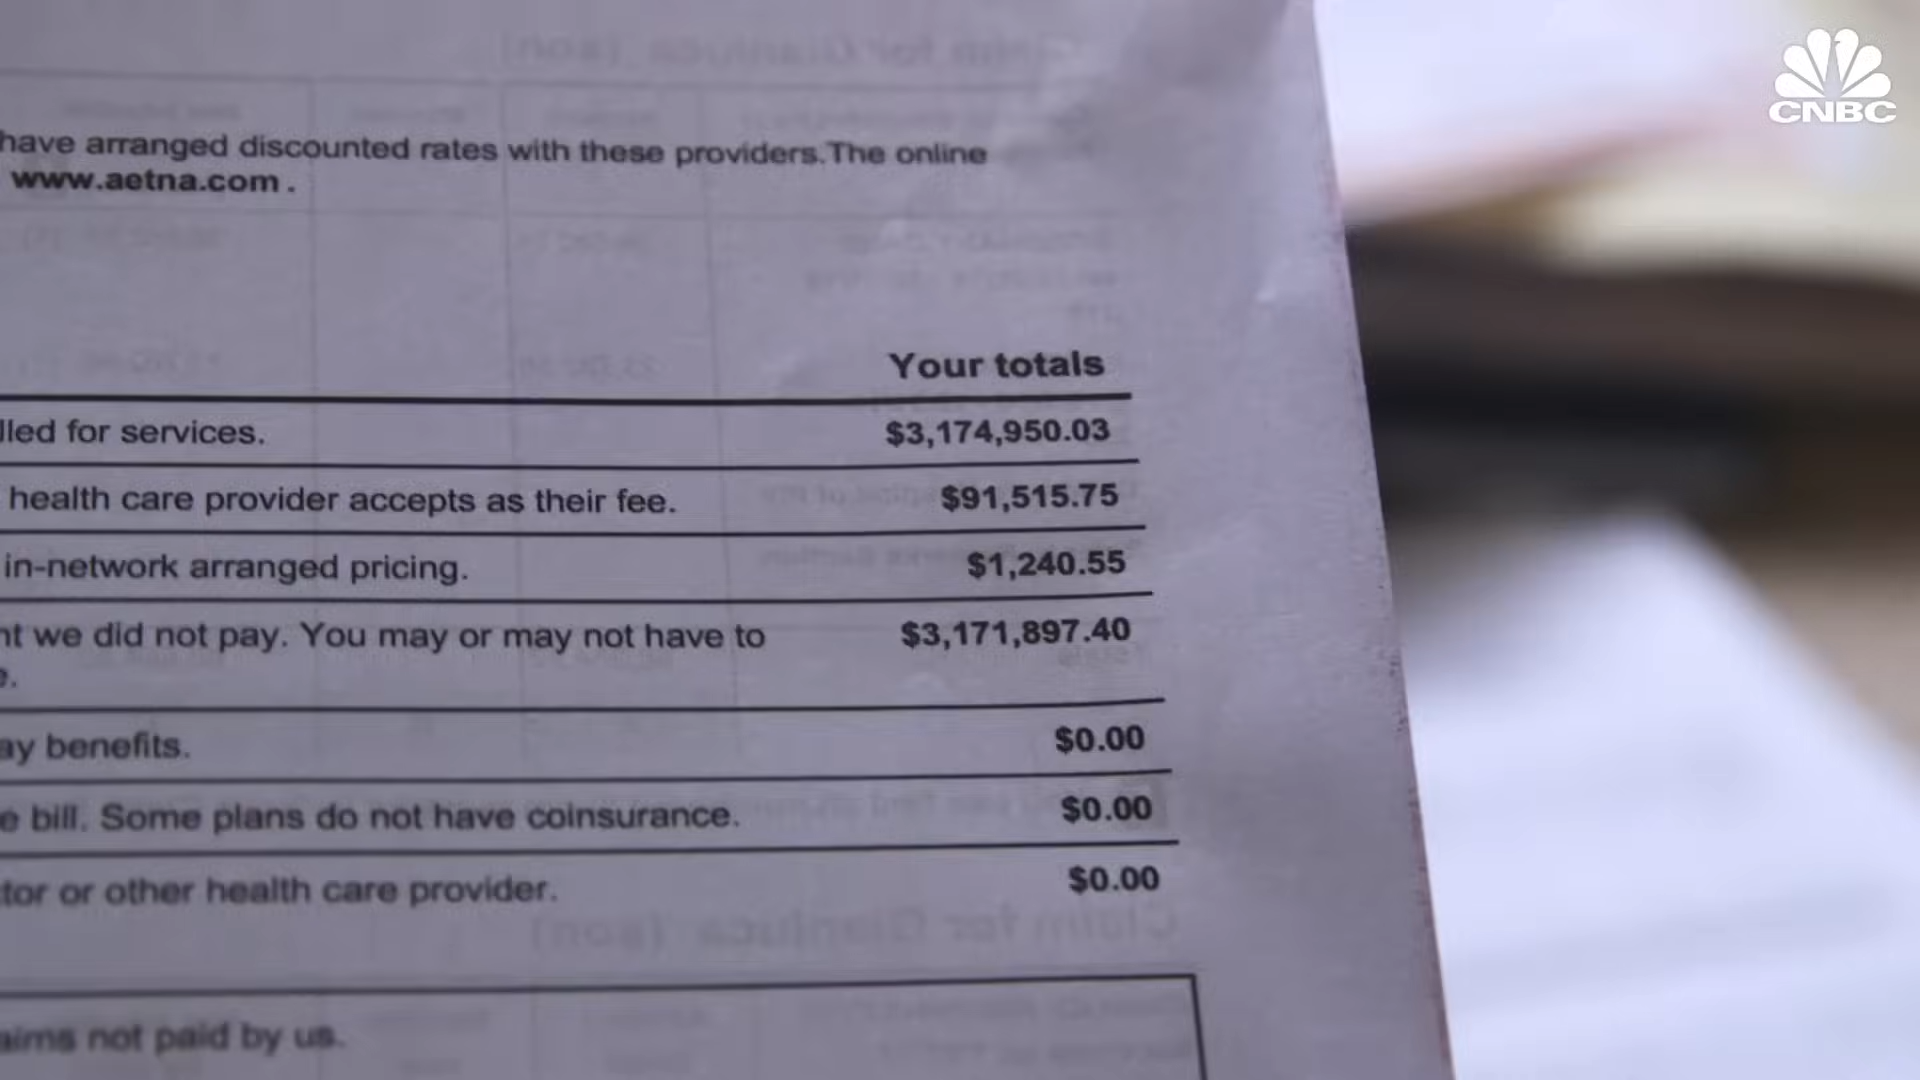 CNBC
have arranged discounted rates with these providers.The online
www.aetna.com.
Your totals
lled for services. $3,174,950.03
health care provider accepts as their fee. $91,515.75
in-network arranged pricing. $1,240.55
nt we did not pay. You may or may not have to $3,171,897.40
e.
ay benefits. $0.00
e bill. Some plans do not have coinsurance. $0.00
tor or other health care provider. $0.00
Claim for Gianluca (son)
aims not paid by us.